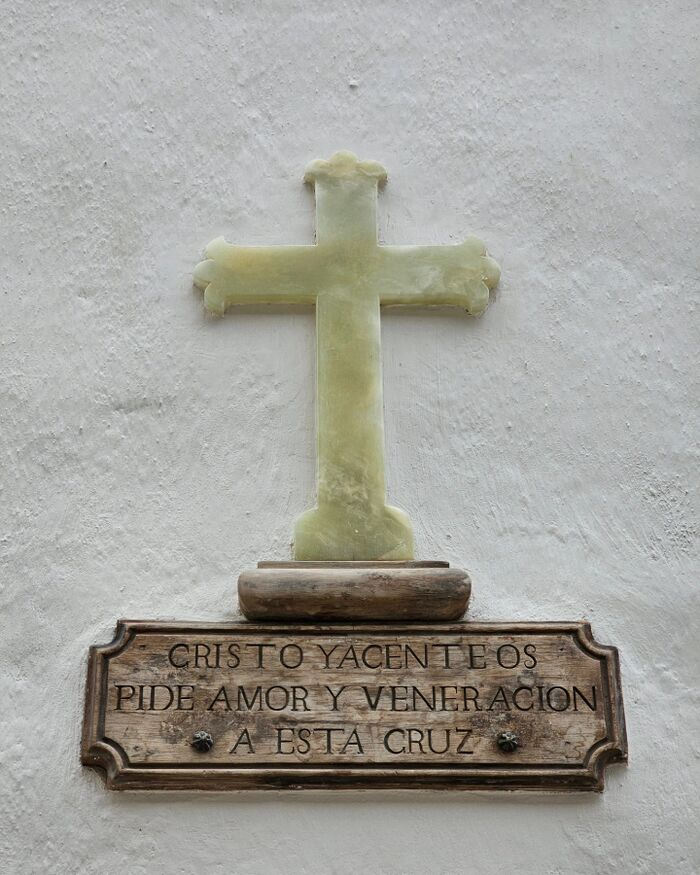 CRISTO YACENTE OS
PIDE AMOR Y VENERACION
A ESTA CRUZ